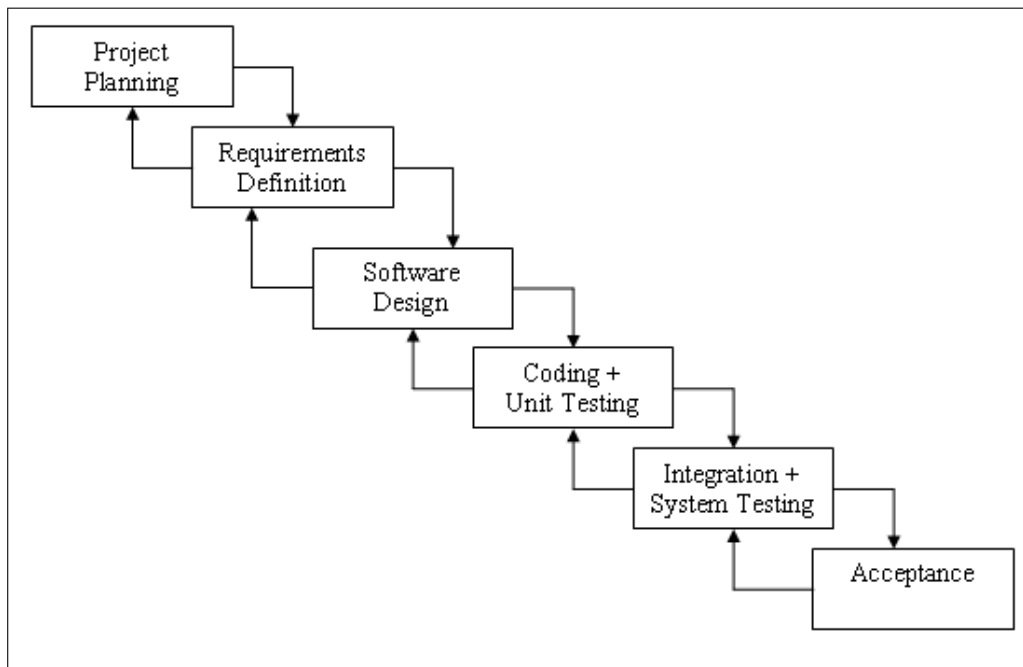 Project
Planning
Requirements
Definition
Software
Design
Coding +
Unit Testing
Integration +
System Testing
Acceptance